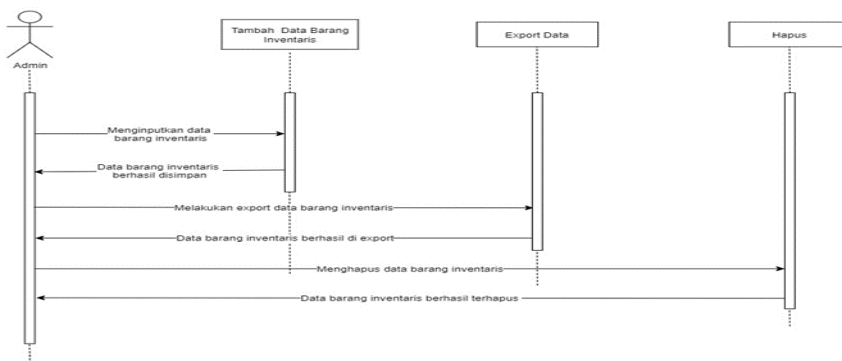 Tambah Data Barang
Inventaris
Export Data
Hapus
Admin
Menginputkan data
barang inventaris
Data barang inventaris
berhasil disimpan
Melakukan export data barang inventaris
Data barang inventaris berhasil di export
Menghapus data barang inventaris
Data barang inventaris berhasil terhapus